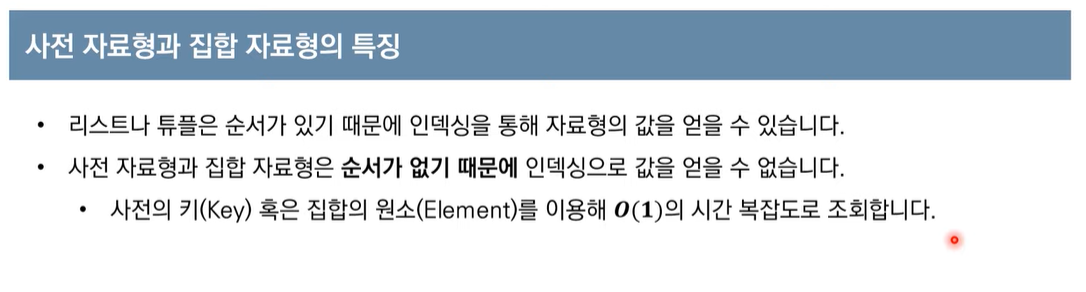 사전 자료형과 집합 자료형의 특징
• 리스트나 튜플은 순서가 있기 때문에 인덱싱을 통해 자료형의 값을 얻을 수 있습니다.
• 사전 자료형과 집합 자료형은 순서가 없기 때문에 인덱싱으로 값을 얻을 수 없습니다.
• 사전의 키(Key) 혹은 집합의 원소(Element)를 이용해 O(1)의 시간 복잡도로 조회합니다.